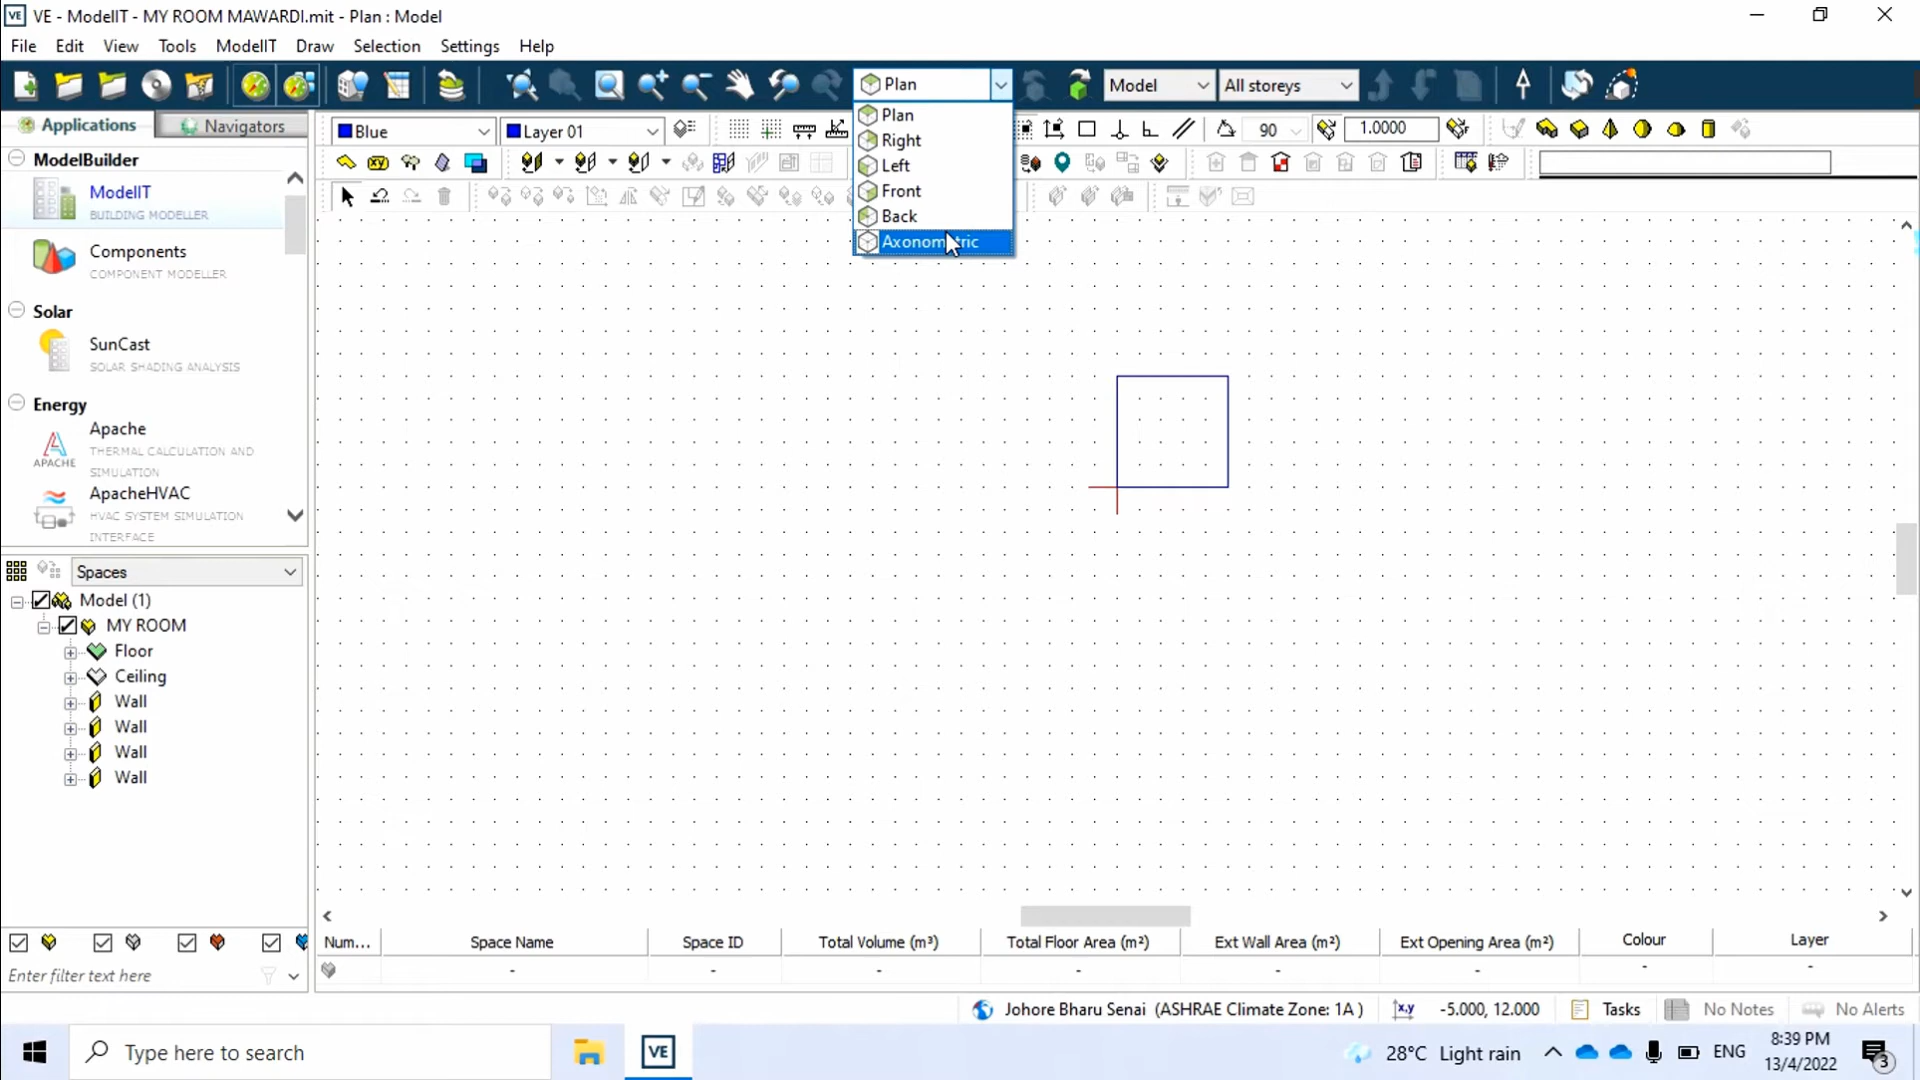 VE - ModelIT - MY ROOM MAWARDI.mit - Plan : Model
File Edit View Tools ModelIT Draw Selection Settings Help
Plan Model All storeys
Applications Navigators
Blue Layer 01 90 1.0000
Plan
Right
Left
Front
Back
Axonometric
ModelBuilder
ModelIT
BUILDING MODELLER
Components
COMPONENT MODELLER
Solar
SunCast
SOLAR SHADING ANALYSIS
Energy
Apache
THERMAL CALCULATION AND
SIMULATION
APACHE
ApacheHVAC
HVAC SYSTEM SIMULATION
INTERFACE
Spaces
Model (1)
MY ROOM
Floor
Ceiling
Wall
Wall
Wall
Wall
Enter filter text here
Num... Space Name Space ID Total Volume (m³) Total Floor Area (m²) Ext Wall Area (m²) Ext Opening Area (m²) Colour Layer
- - - - - - - -
Johore Bharu Senai (ASHRAE Climate Zone: 1A ) x,y -5.000, 12.000 Tasks No Notes No Alerts
Type here to search VE 28°C Light rain ENG 8:39 PM
13/4/2022 3